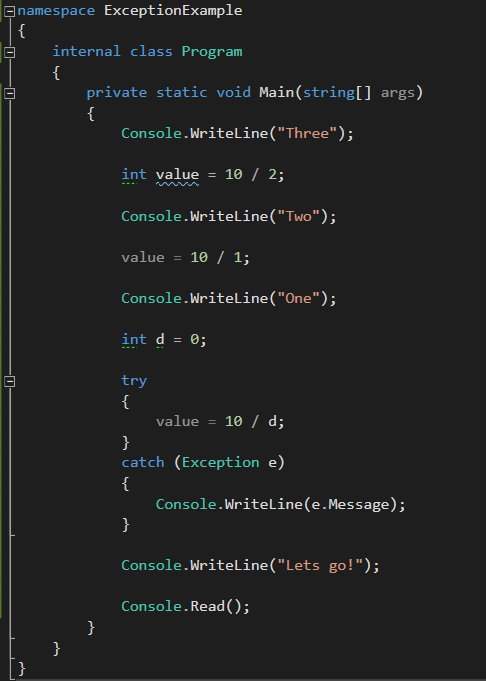 namespace ExceptionExample
{
    internal class Program
    {
        private static void Main(string[] args)
        {
            Console.WriteLine("Three");

            int value = 10 / 2;

            Console.WriteLine("Two");

            value = 10 / 1;

            Console.WriteLine("One");

            int d = 0;

            try
            {
                value = 10 / d;
            }
            catch (Exception e)
            {
                Console.WriteLine(e.Message);
            }

            Console.WriteLine("Lets go!");

            Console.Read();
        }
    }
}